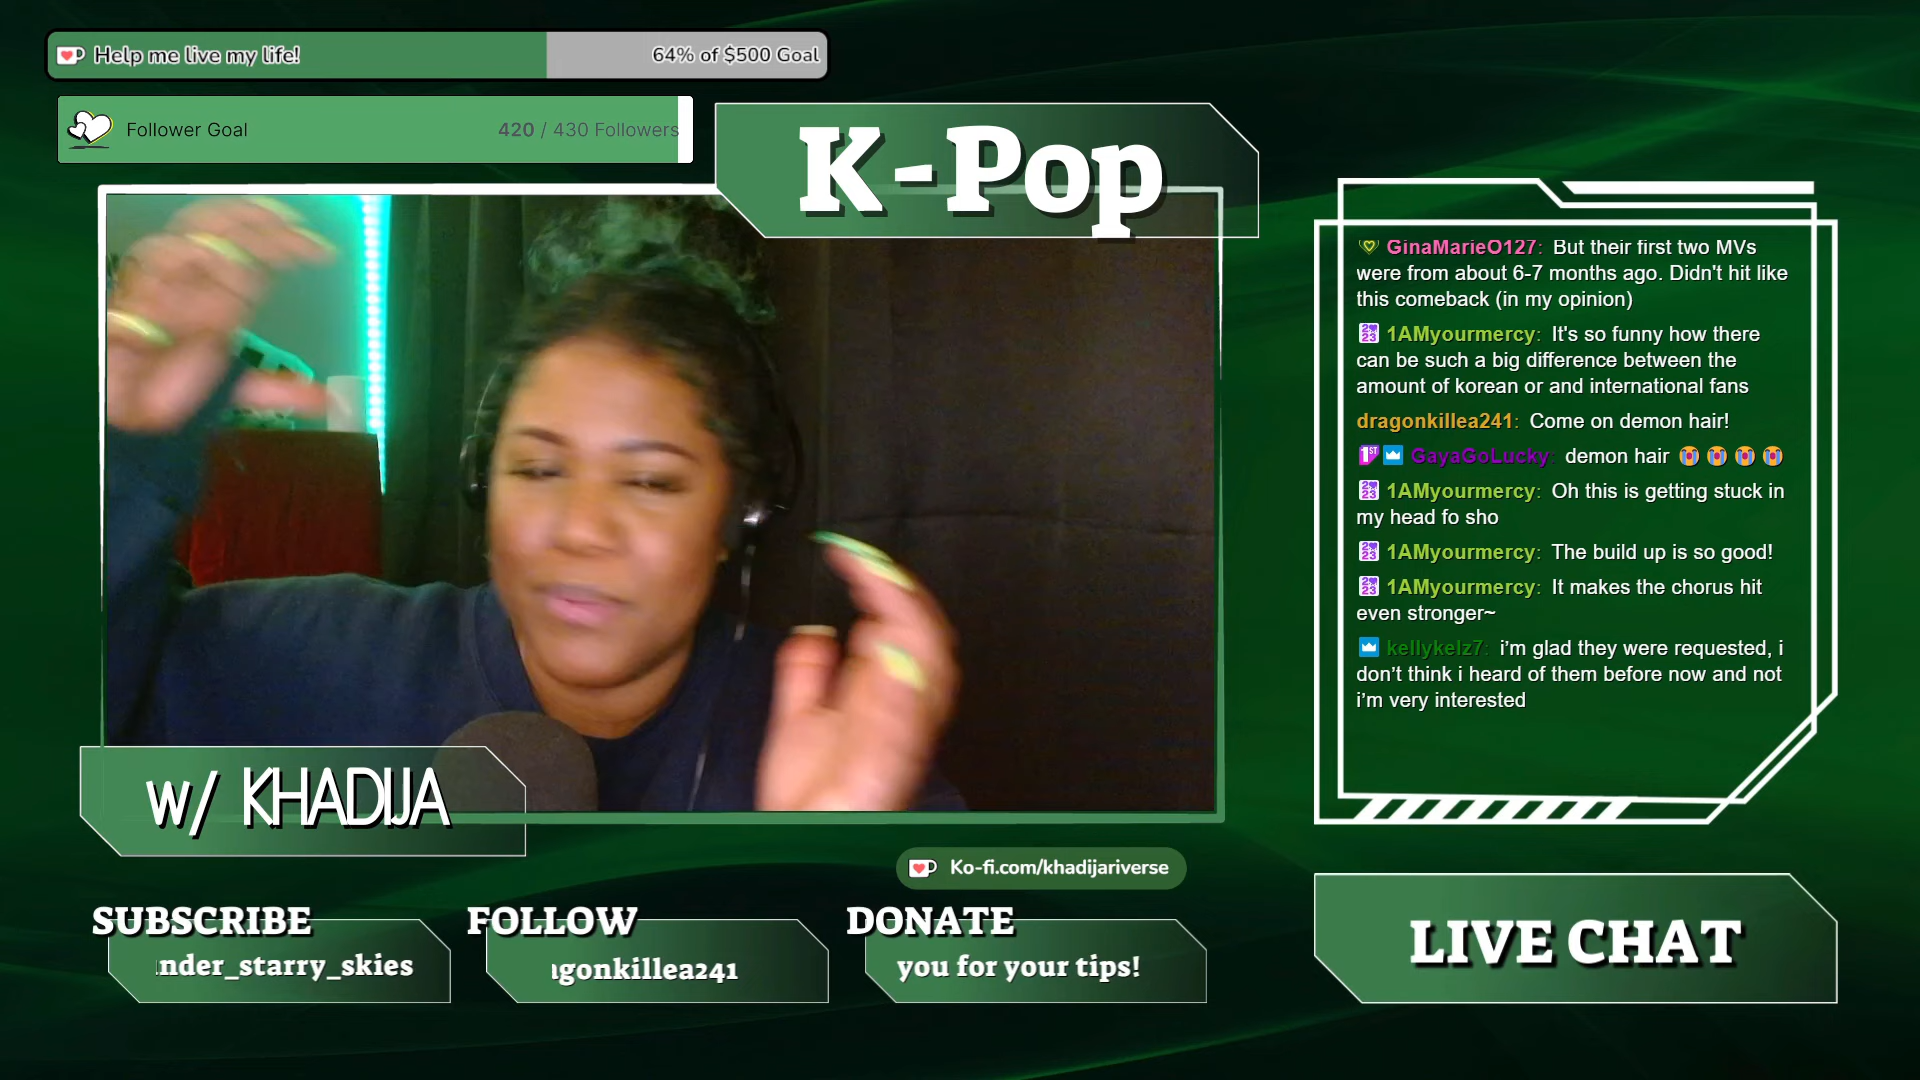 Help me live my life!
64% of $500 Goal
Follower Goal
420 / 430 Followers
K-Pop
GinaMarieO127: But their first two MVs
were from about 6-7 months ago. Didn't hit like
this comeback (in my opinion)
1AMyourmercy: It's so funny how there
can be such a big difference between the
amount of korean or and international fans
dragonkillea241: Come on demon hair!
1ST GayaGoLucky: demon hair
1AMyourmercy: Oh this is getting stuck in
my head fo sho
1AMyourmercy: The build up is so good!
1AMyourmercy: It makes the chorus hit
even stronger~
kellykelz7: i'm glad they were requested, i
don't think i heard of them before now and not
i'm very interested
w/ KHADIJA
Ko-fi.com/khadijariverse
SUBSCRIBE
nder_starry_skies
FOLLOW
gonkillea241
DONATE
you for your tips!
LIVE CHAT